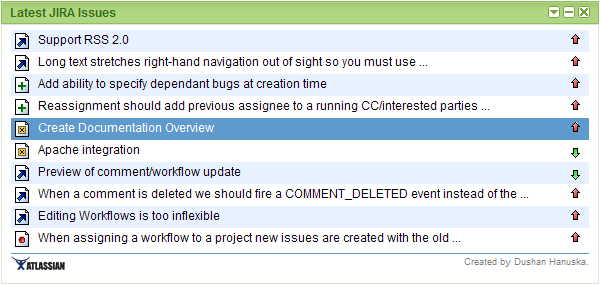 Latest JIRA Issues
Support RSS 2.0
Long text stretches right-hand navigation out of sight so you must use ...
Add ability to specify dependant bugs at creation time
Reassignment should add previous assignee to a running CC/interested parties ...
Create Documentation Overview
Apache integration
Preview of comment/workflow update
When a comment is deleted we should fire a COMMENT_DELETED event instead of the ...
Editing Workflows is too inflexible
When assigning a workflow to a project new issues are created with the old ...
ATLASSIAN
Created by Dushan Hanuska.